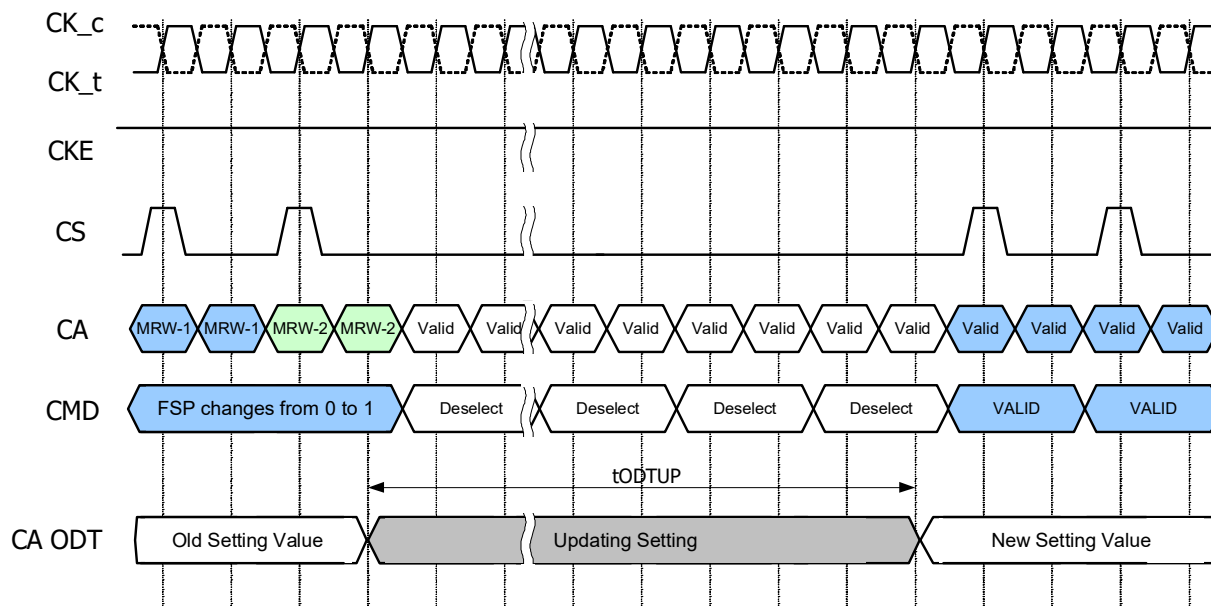 CK_c
CK_t
CKE
CS
CA MRW-1 MRW-1 MRW-2 MRW-2 Valid Valid Valid Valid Valid Valid Valid Valid Valid Valid Valid Valid
CMD FSP changes from 0 to 1 Deselect Deselect Deselect Deselect VALID VALID
tODTUP
CA ODT Old Setting Value Updating Setting New Setting Value